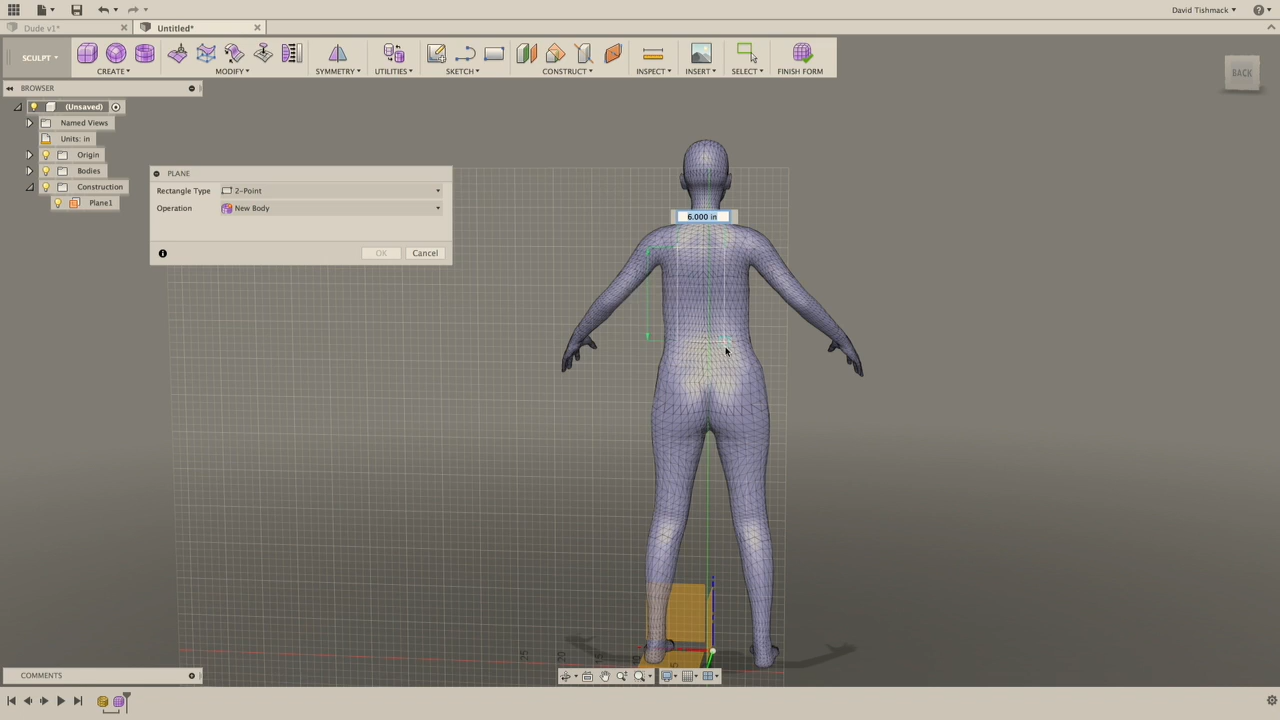 David Tishmack
Dude v1*
Untitled*
SCULPT
CREATE
MODIFY
SYMMETRY
UTILITIES
SKETCH
CONSTRUCT
INSPECT
INSERT
SELECT
FINISH FORM
BACK
BROWSER
(Unsaved)
Named Views
Units: in
Origin
Bodies
Construction
Plane1
PLANE
Rectangle Type
2-Point
Operation
New Body
OK
Cancel
6.000 in
25
20
COMMENTS